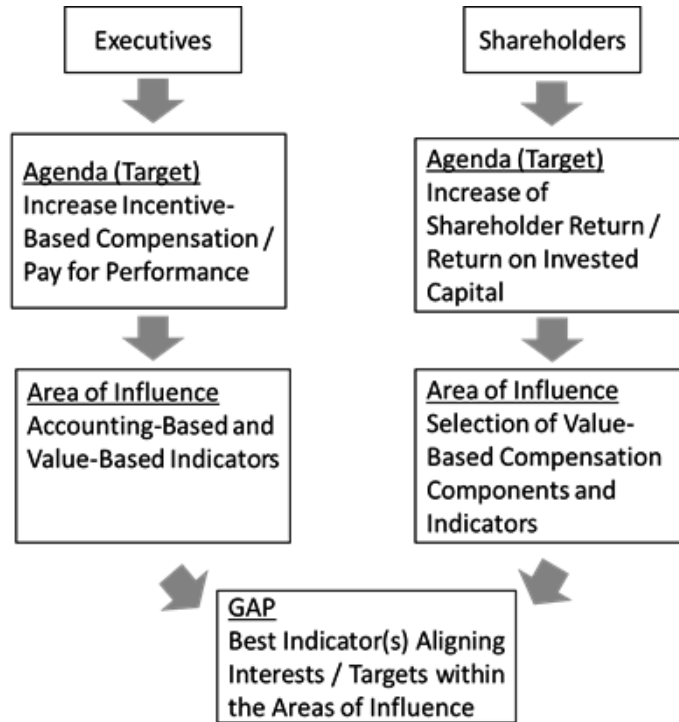 Executives
Agenda (Target)
Increase Incentive-
Based Compensation /
Pay for Performance
Area of Influence
Accounting-Based and
Value-Based Indicators
Shareholders
Agenda (Target)
Increase of
Shareholder Return /
Return on Invested
Capital
Area of Influence
Selection of Value-
Based Compensation
Components and
Indicators
GAP
Best Indicator(s) Aligning
Interests / Targets within
the Areas of Influence